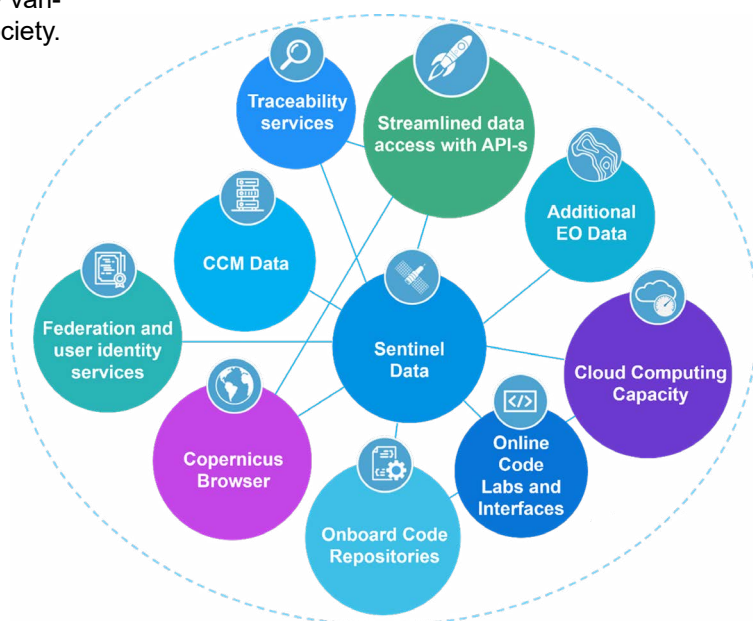 van-
ciety.
Traceability
services
Streamlined data
access with API-s
Additional
EO Data
CCM Data
Federation and
user identity
services
Sentinel
Data
Cloud Computing
Capacity
Copernicus
Browser
</>
Online
Code
Labs and
Interfaces
Onboard Code
Repositories